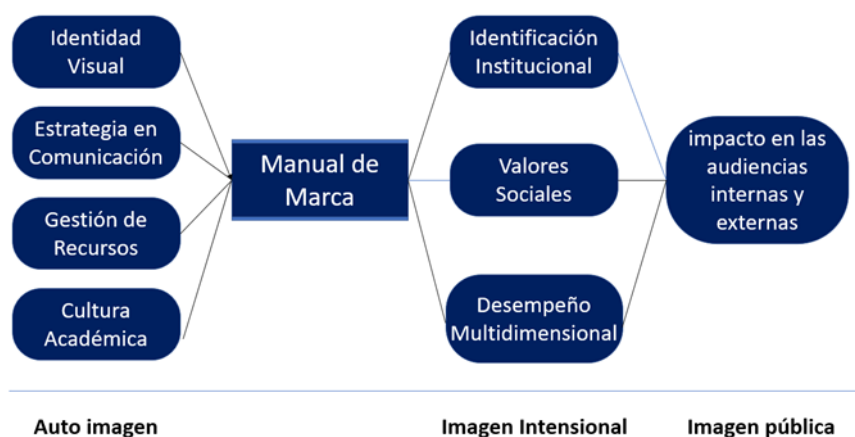 Identidad
Visual
Estrategia en
Comunicación
Gestión de
Recursos
Cultura
Académica
Manual de
Marca
Identificación
Institucional
Valores
Sociales
Desempeño
Multidimensional
impacto en las
audiencias
internas y
externas
Auto imagen
Imagen Intensional
Imagen pública